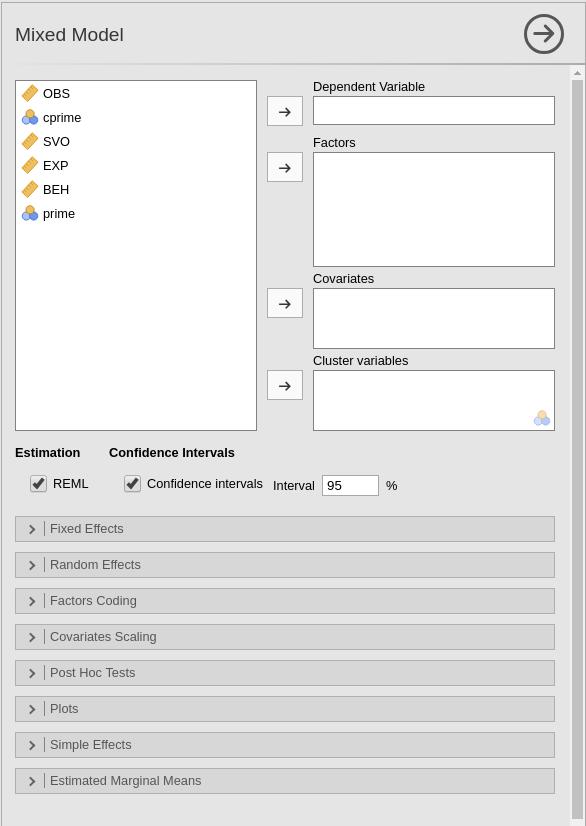 Mixed Model
OBS
cprime
SVO
EXP
BEH
prime
Dependent Variable
Factors
Covariates
Cluster variables
Estimation Confidence Intervals
REML Confidence intervals Interval 95 %
Fixed Effects
Random Effects
Factors Coding
Covariates Scaling
Post Hoc Tests
Plots
Simple Effects
Estimated Marginal Means